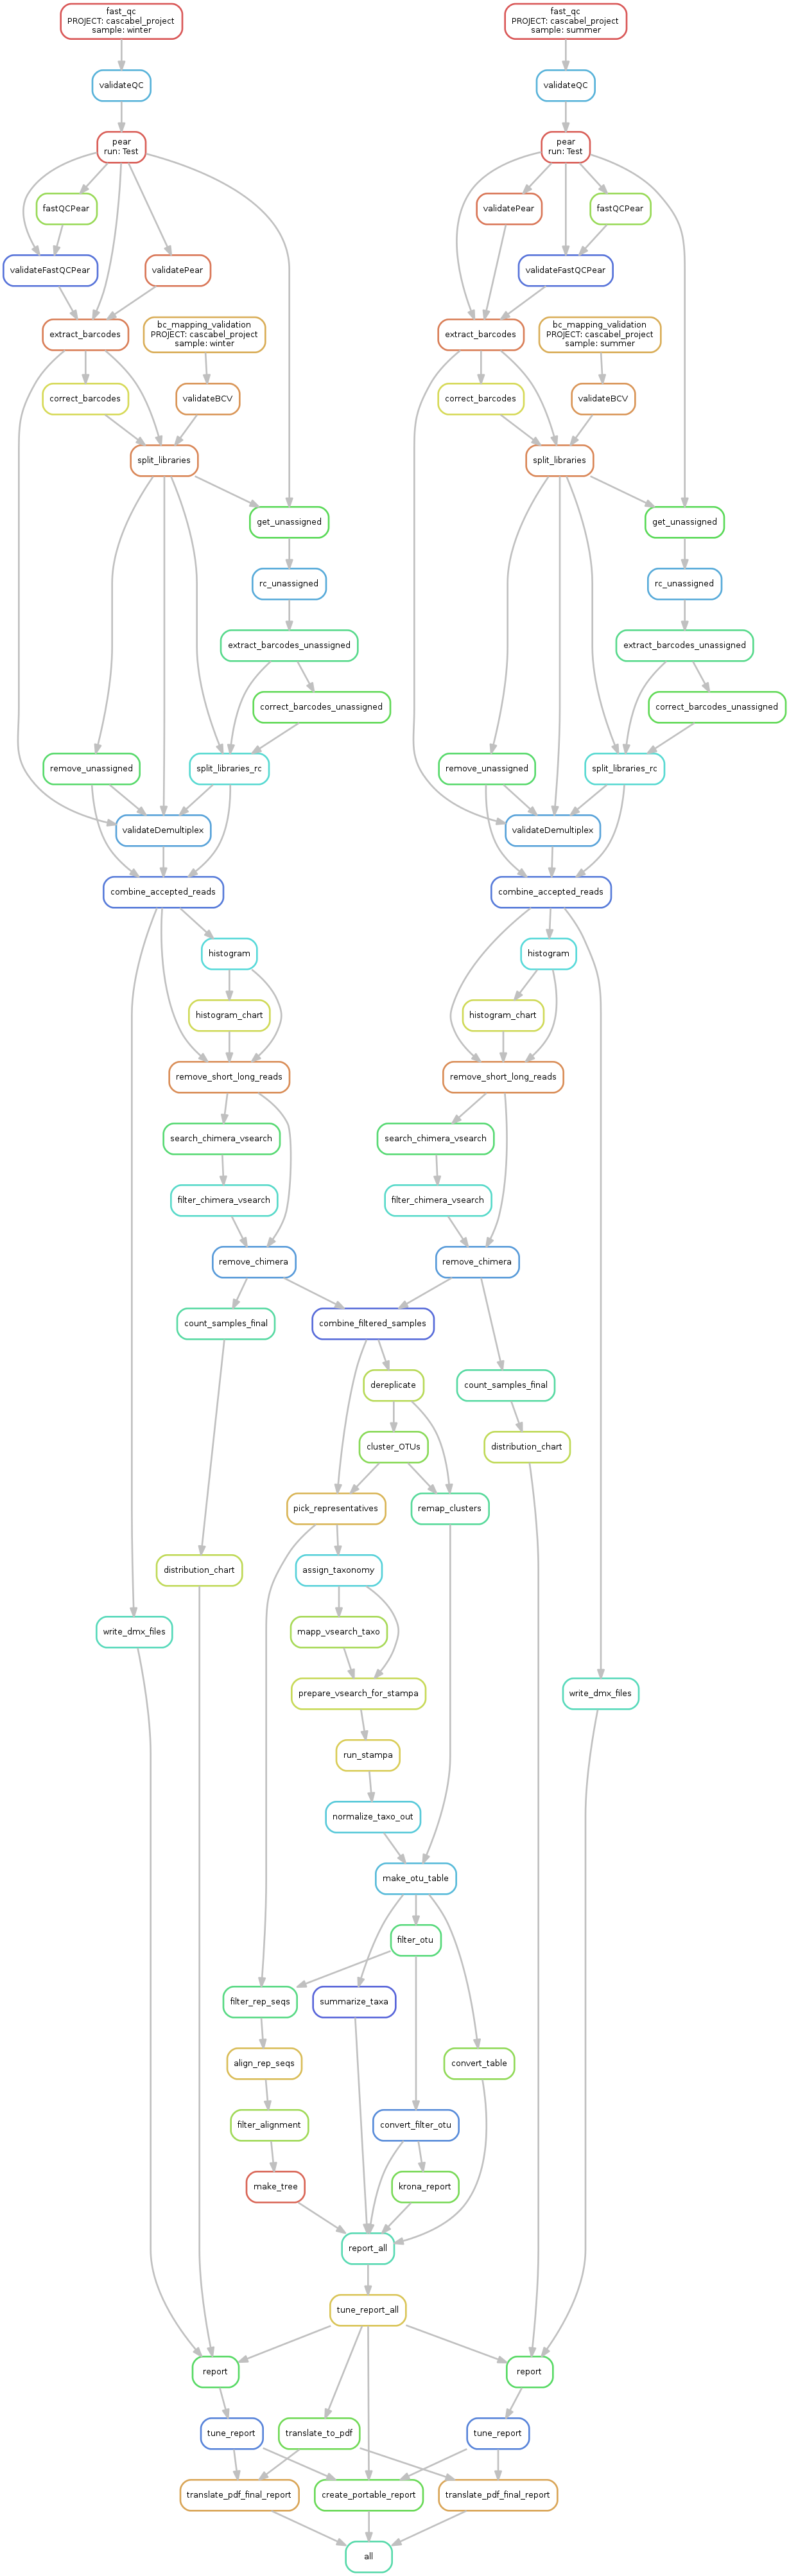 fast_qc
PROJECT: cascabel_project
sample: winter
fast_qc
PROJECT: cascabel_project
sample: summer
validateQC
validateQC
pear
run: Test
pear
run: Test
fastQCPear
validatePear
fastQCPear
validateFastQCPear
validatePear
validateFastQCPear
extract_barcodes
bc_mapping_validation
PROJECT: cascabel_project
sample: winter
extract_barcodes
bc_mapping_validation
PROJECT: cascabel_project
sample: summer
correct_barcodes
validateBCV
correct_barcodes
validateBCV
split_libraries
split_libraries
get_unassigned
get_unassigned
rc_unassigned
rc_unassigned
extract_barcodes_unassigned
extract_barcodes_unassigned
correct_barcodes_unassigned
correct_barcodes_unassigned
remove_unassigned
split_libraries_rc
remove_unassigned
split_libraries_rc
validateDemultiplex
validateDemultiplex
combine_accepted_reads
combine_accepted_reads
histogram
histogram
histogram_chart
histogram_chart
remove_short_long_reads
remove_short_long_reads
search_chimera_vsearch
search_chimera_vsearch
filter_chimera_vsearch
filter_chimera_vsearch
remove_chimera
remove_chimera
count_samples_final
combine_filtered_samples
dereplicate
count_samples_final
cluster_OTUs
distribution_chart
pick_representatives
remap_clusters
distribution_chart
assign_taxonomy
write_dmx_files
mapp_vsearch_taxo
prepare_vsearch_for_stampa
write_dmx_files
run_stampa
normalize_taxo_out
make_otu_table
filter_otu
filter_rep_seqs
summarize_taxa
align_rep_seqs
convert_table
filter_alignment
convert_filter_otu
make_tree
krona_report
report_all
tune_report_all
report
report
tune_report
translate_to_pdf
tune_report
translate_pdf_final_report
create_portable_report
translate_pdf_final_report
all